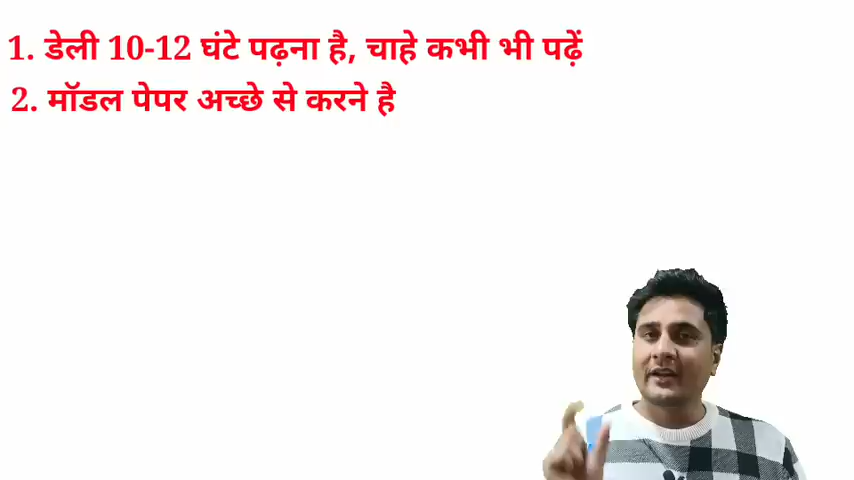 1. डेली 10-12 घंटे पढ़ना है, चाहे कभी भी पढ़ें
2. मॉडल पेपर अच्छे से करने है